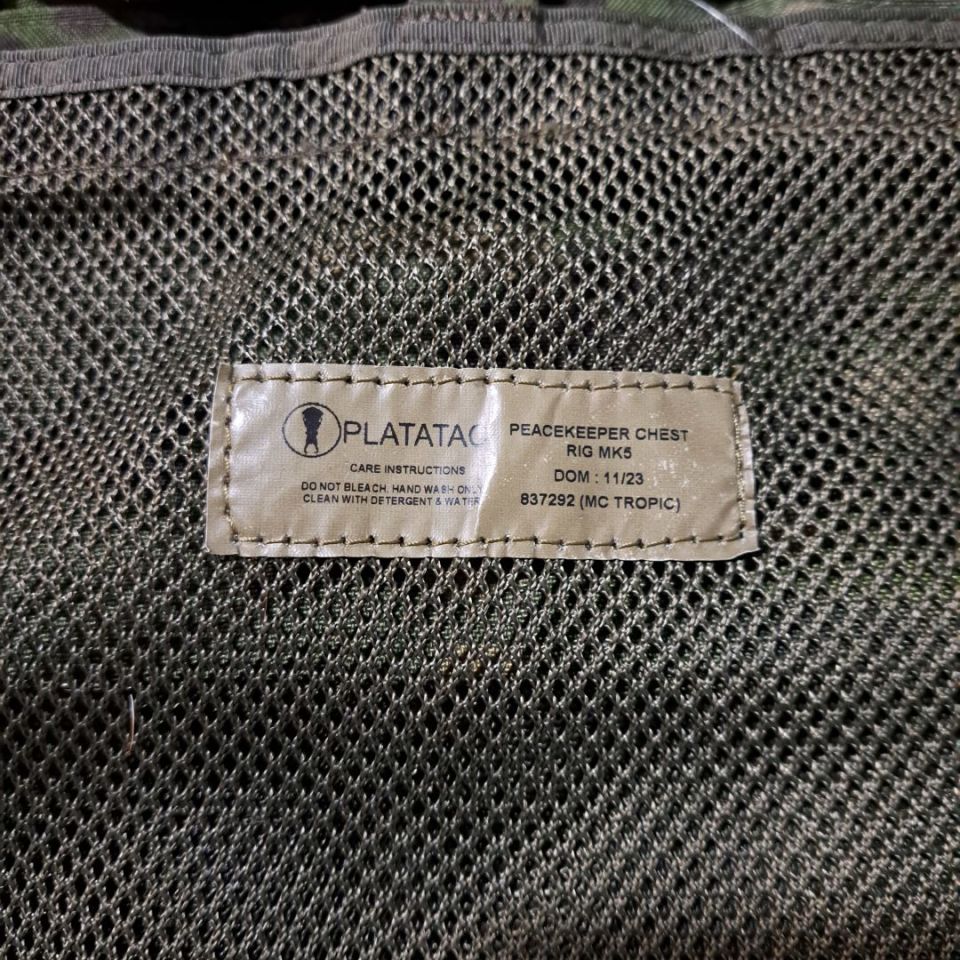 PLATATAC
CARE INSTRUCTIONS
DO NOT BLEACH. HAND WASH ONLY
CLEAN WITH DETERGENT & WATER
PEACEKEEPER CHEST
RIG MK5
DOM : 11/23
837292 (MC TROPIC)